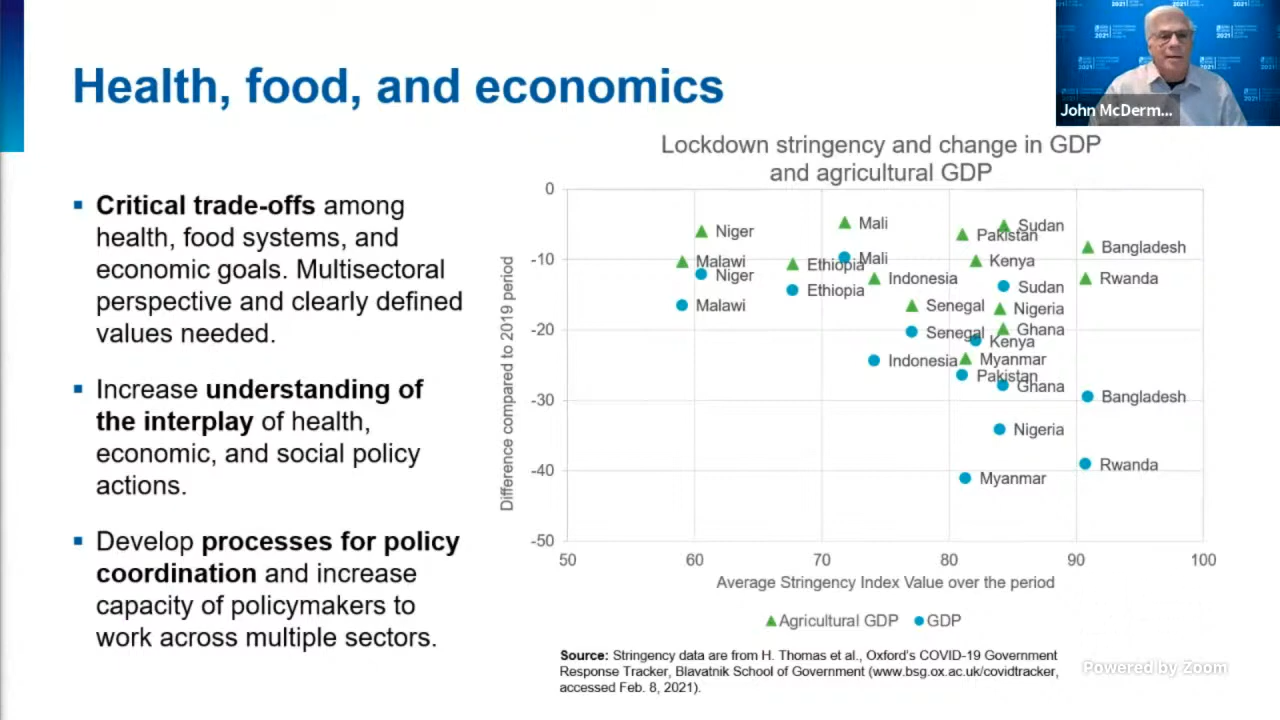 Health, food, and economics
John McDerm...
2021
▪ Critical trade-offs among
health, food systems, and
economic goals. Multisectoral
perspective and clearly defined
values needed.
▪ Increase understanding of
the interplay of health,
economic, and social policy
actions.
▪ Develop processes for policy
coordination and increase
capacity of policymakers to
work across multiple sectors.
Lockdown stringency and change in GDP
and agricultural GDP
Difference compared to 2019 period
0
-10
-20
-30
-40
-50
Niger
Mali
Sudan
Pakistan
Bangladesh
Malawi
Mali
Kenya
Ethiopia
Niger
Indonesia
Rwanda
Sudan
Ethiopia
Malawi
Senegal
Nigeria
Ghana
Senegal
Kenya
Indonesia
Myanmar
Pakistan
Ghana
Bangladesh
Nigeria
Rwanda
Myanmar
50 60 70 80 90 100
Average Stringency Index Value over the period
Agricultural GDP GDP
Source: Stringency data are from H. Thomas et al., Oxford's COVID-19 Government
Response Tracker, Blavatnik School of Government (www.bsg.ox.ac.uk/covidtracker,
accessed Feb. 8, 2021).
Powered by Zoom